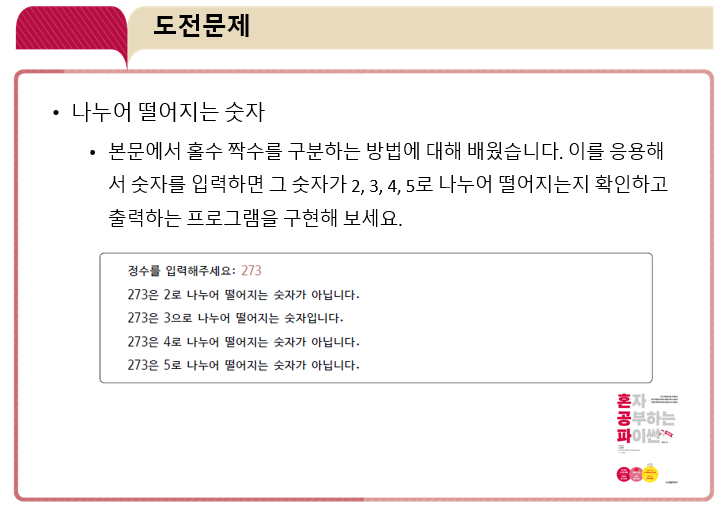 도전문제
• 나누어 떨어지는 숫자
• 본문에서 홀수 짝수를 구분하는 방법에 대해 배웠습니다. 이를 응용해
서 숫자를 입력하면 그 숫자가 2, 3, 4, 5로 나누어 떨어지는지 확인하고
출력하는 프로그램을 구현해 보세요.
정수를 입력해주세요: 273
273은 2로 나누어 떨어지는 숫자가 아닙니다.
273은 3으로 나누어 떨어지는 숫자입니다.
273은 4로 나누어 떨어지는 숫자가 아닙니다.
273은 5로 나누어 떨어지는 숫자가 아닙니다.
혼자
공부하는
파이썬